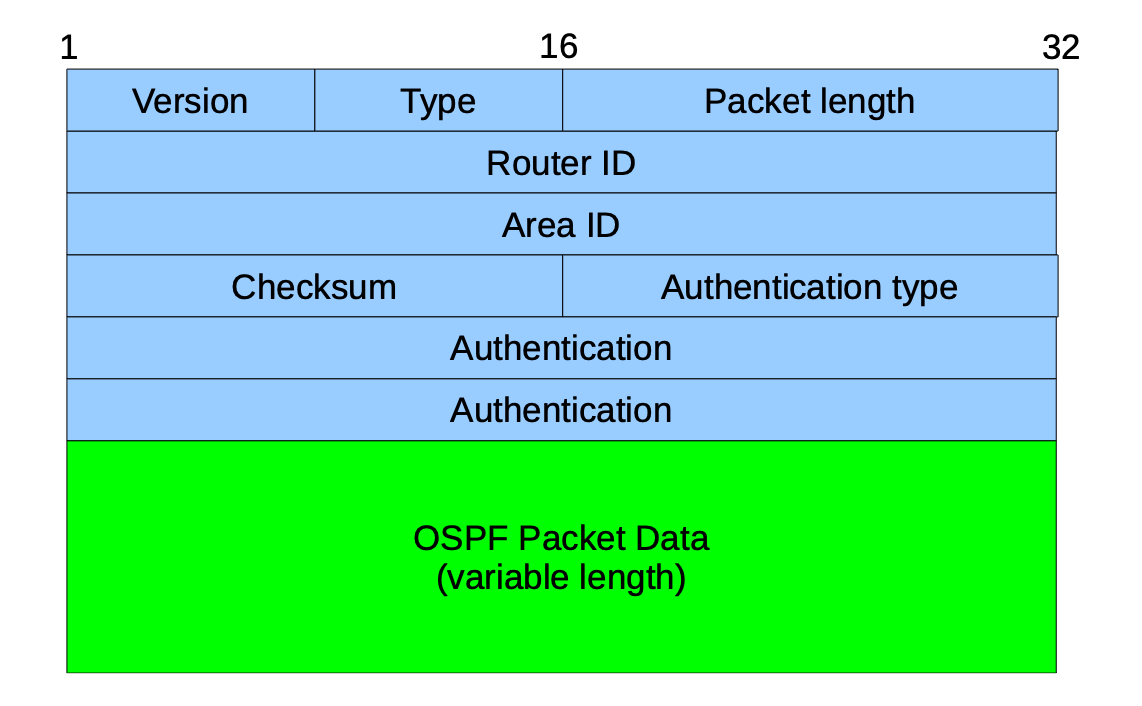 1 16 32
Version Type Packet length
Router ID
Area ID
Checksum Authentication type
Authentication
Authentication
OSPF Packet Data
(variable length)